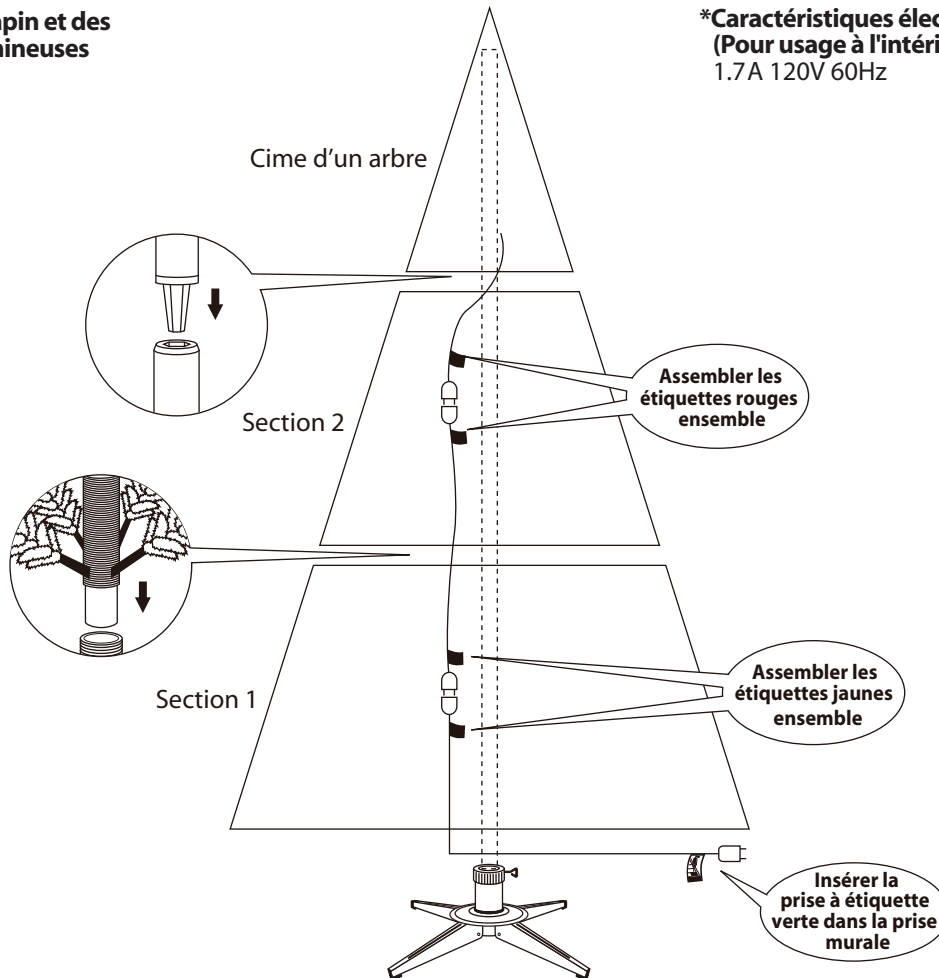 pin et des
mineuses
*Caractéristiques élec
(Pour usage à l'intéri
1.7A 120V 60Hz
Cime d’un arbre
Assembler les
étiquettes rouges
ensemble
Section 2
Assembler les
étiquettes jaunes
ensemble
Section 1
Insérer la
prise à étiquette
verte dans la prise
murale